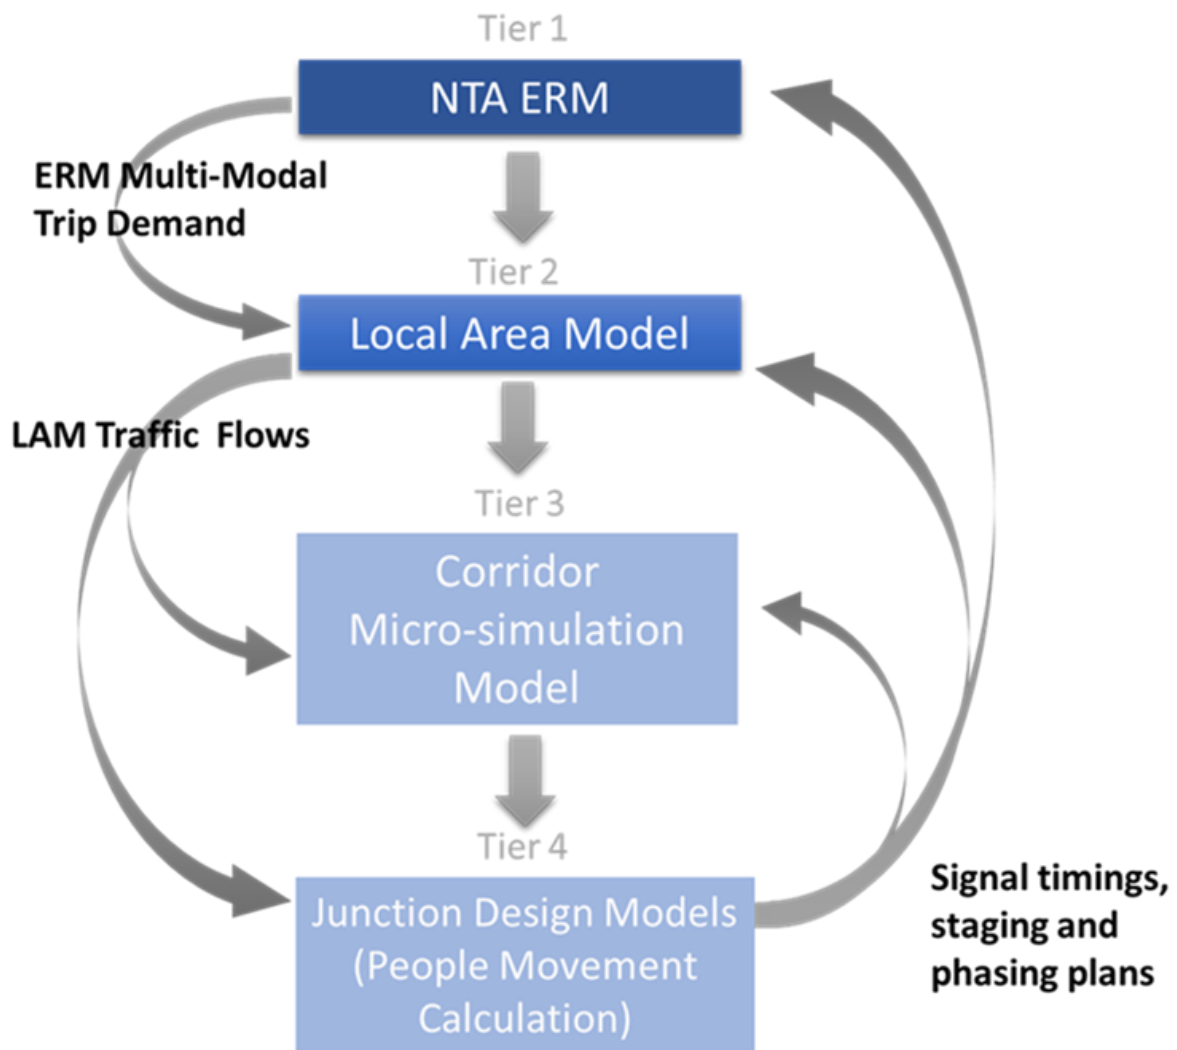 Tier 1
NTA ERM
ERM Multi-Modal
Trip Demand
Tier 2
Local Area Model
LAM Traffic  Flows
Tier 3
Corridor
Micro-simulation
Model
Tier 4
Junction Design Models
(People Movement
Calculation)
Signal timings,
staging and
phasing plans